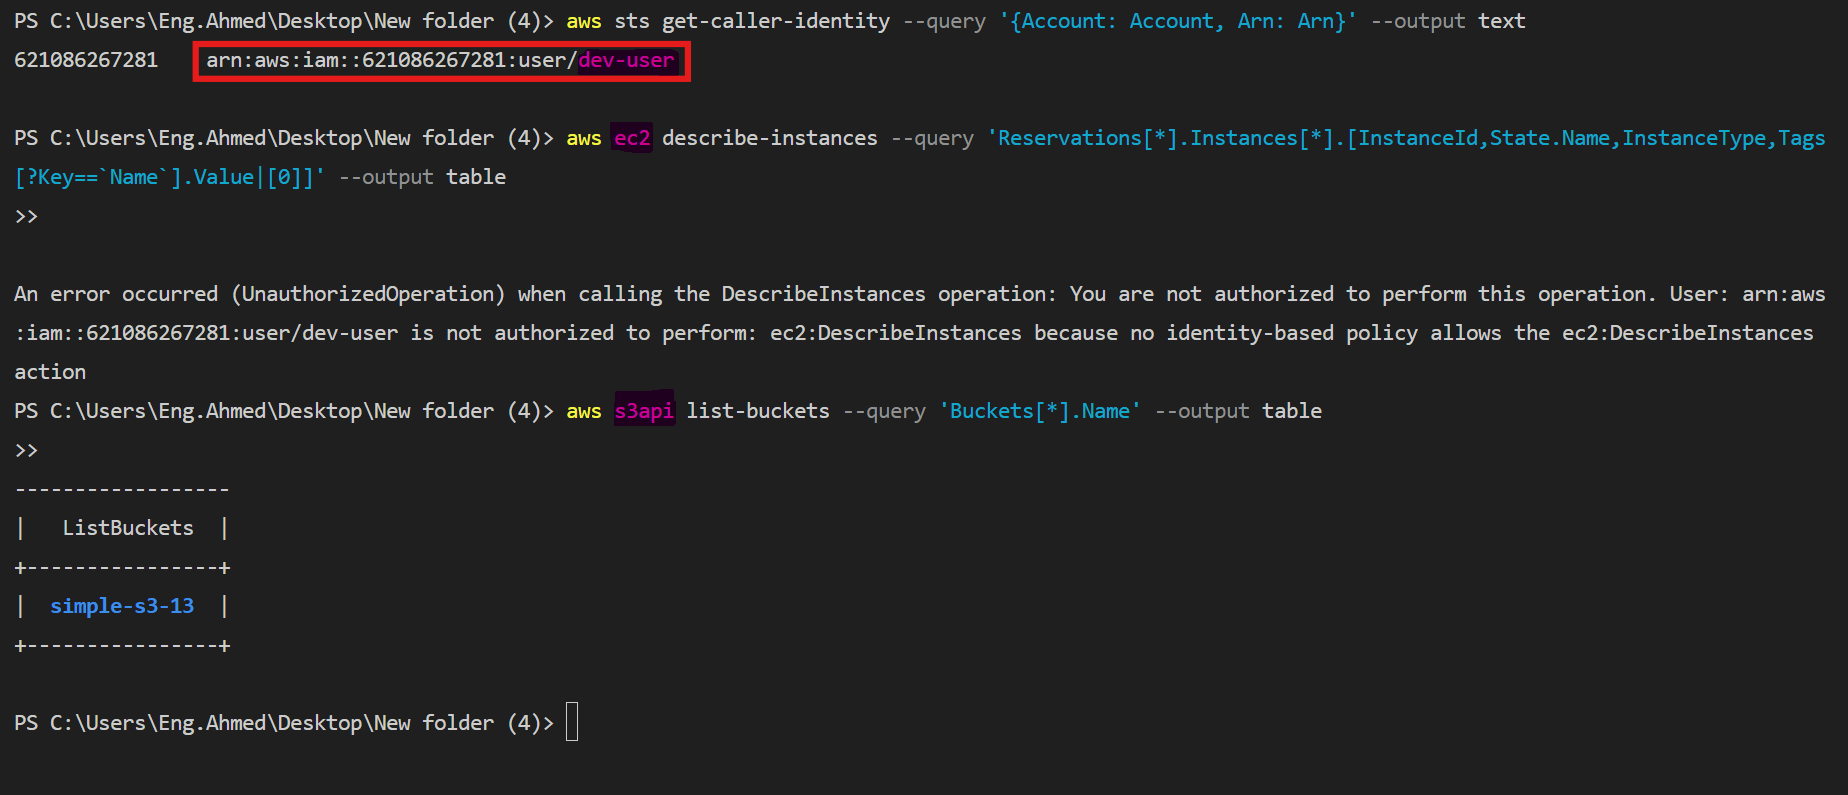 PS C:\Users\Eng.Ahmed\Desktop\New folder (4)> aws sts get-caller-identity --query '{Account: Account, Arn: Arn}' --output text
621086267281    arn:aws:iam::621086267281:user/dev-user
PS C:\Users\Eng.Ahmed\Desktop\New folder (4)> aws ec2 describe-instances --query 'Reservations[*].Instances[*].[InstanceId,State.Name,InstanceType,Tags
[?Key==`Name`].Value|[0]]' --output table
>>
An error occurred (UnauthorizedOperation) when calling the DescribeInstances operation: You are not authorized to perform this operation. User: arn:aws
:iam::621086267281:user/dev-user is not authorized to perform: ec2:DescribeInstances because no identity-based policy allows the ec2:DescribeInstances
action
PS C:\Users\Eng.Ahmed\Desktop\New folder (4)> aws s3api list-buckets --query 'Buckets[*].Name' --output table
>>
------------------
|   ListBuckets  |
+----------------+
|  simple-s3-13  |
+----------------+
PS C:\Users\Eng.Ahmed\Desktop\New folder (4)>